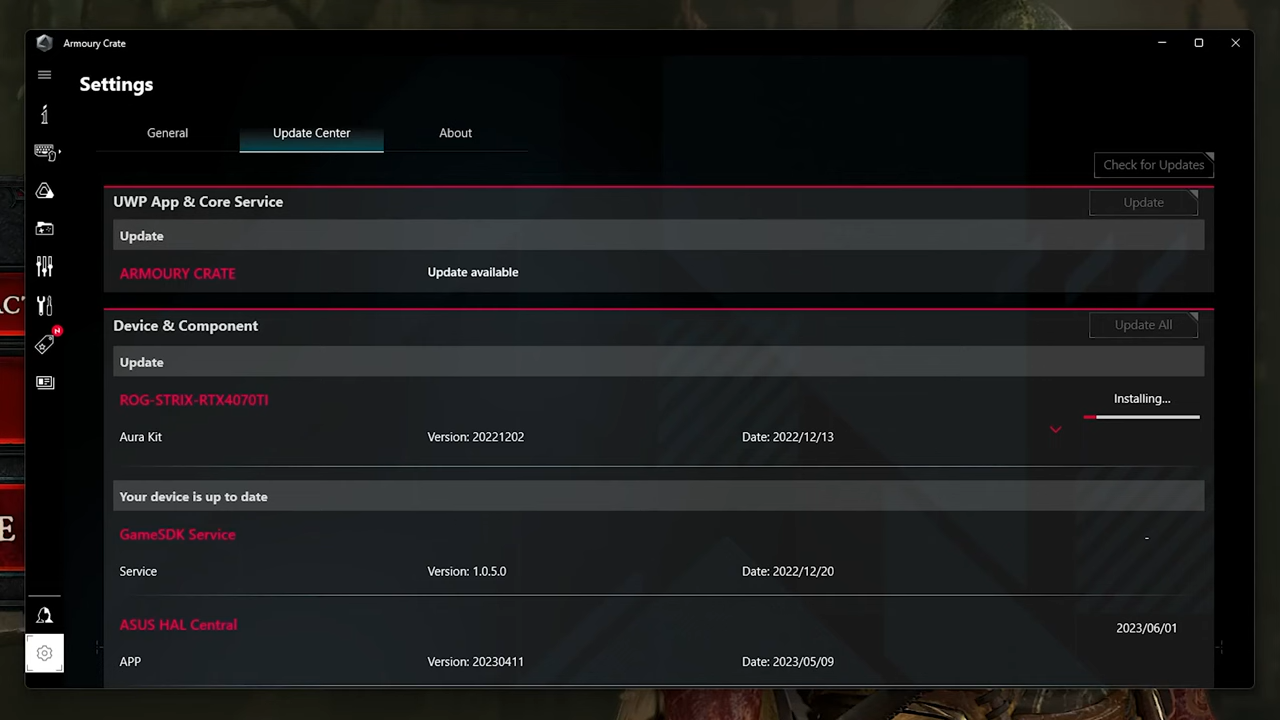 Armoury Crate
Settings
General
Update Center
About
Check for Updates
UWP App & Core Service
Update
Update
ARMOURY CRATE
Update available
Device & Component
Update All
Update
ROG-STRIX-RTX4070TI
Installing...
Aura Kit
Version: 20221202
Date: 2022/12/13
Your device is up to date
GameSDK Service
-
Service
Version: 1.0.5.0
Date: 2022/12/20
ASUS HAL Central
2023/06/01
APP
Version: 20230411
Date: 2023/05/09
N